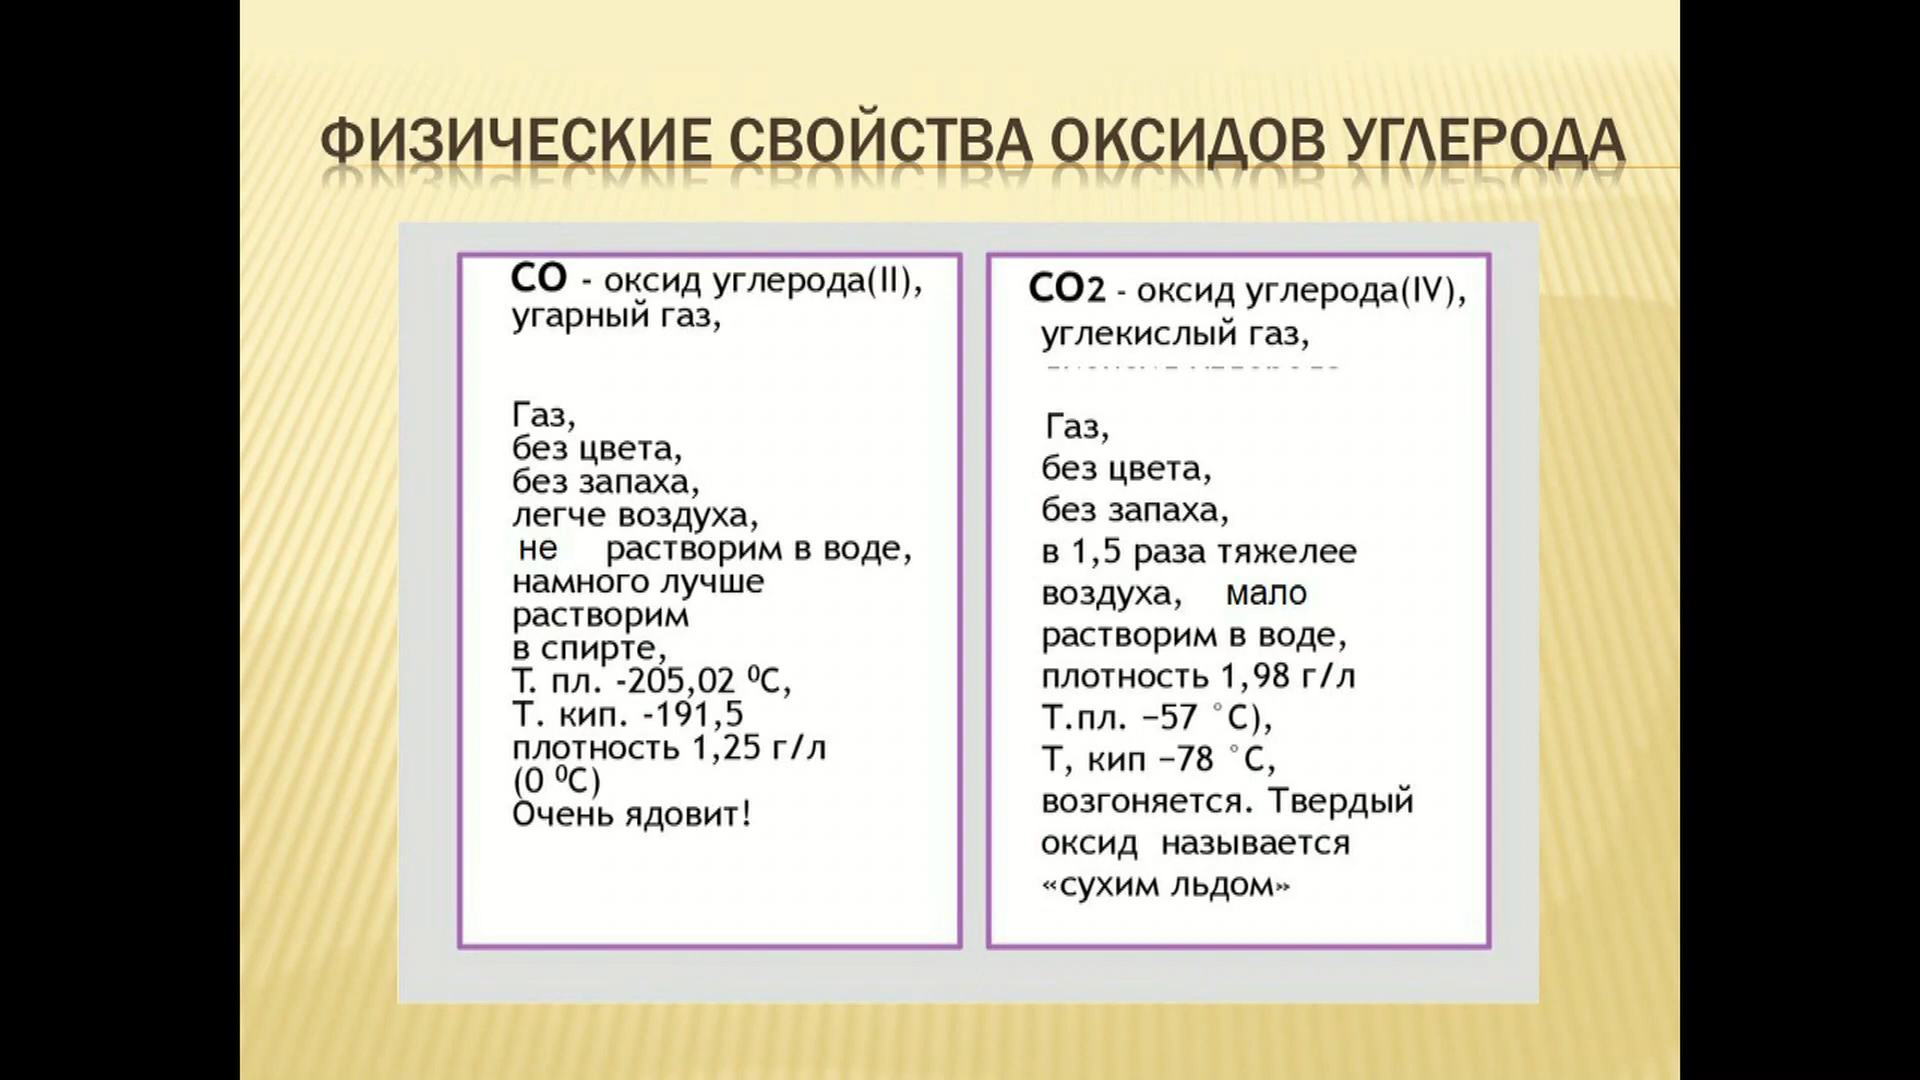 ФИЗИЧЕСКИЕ СВОЙСТВА ОКСИДОВ УГЛЕРОДА
СО - оксид углерода(II),
угарный газ,
Газ,
без цвета,
без запаха,
легче воздуха,
не растворим в воде,
намного лучше
растворим
в спирте,
Т. пл. -205,02 ⁰С,
Т. кип. -191,5
плотность 1,25 г/л
(0 ⁰С)
Очень ядовит!
СО2 - оксид углерода(IV),
углекислый газ,
Газ,
без цвета,
без запаха,
в 1,5 раза тяжелее
воздуха, мало
растворим в воде,
плотность 1,98 г/л
Т.пл. −57 °С),
Т, кип −78 °С,
возгоняется. Твердый
оксид называется
«сухим льдом»